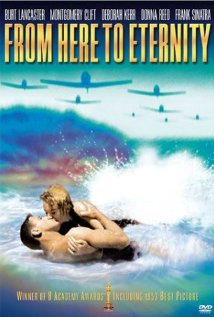 BURT LANCASTER MONTGOMERY CLIFT DEBORAH KERR DONNA REED FRANK SINATRA
FROM HERE TO ETERNITY
WINNER OF 8 ACADEMY AWARDS INCLUDING 1953 BEST PICTURE
DVD